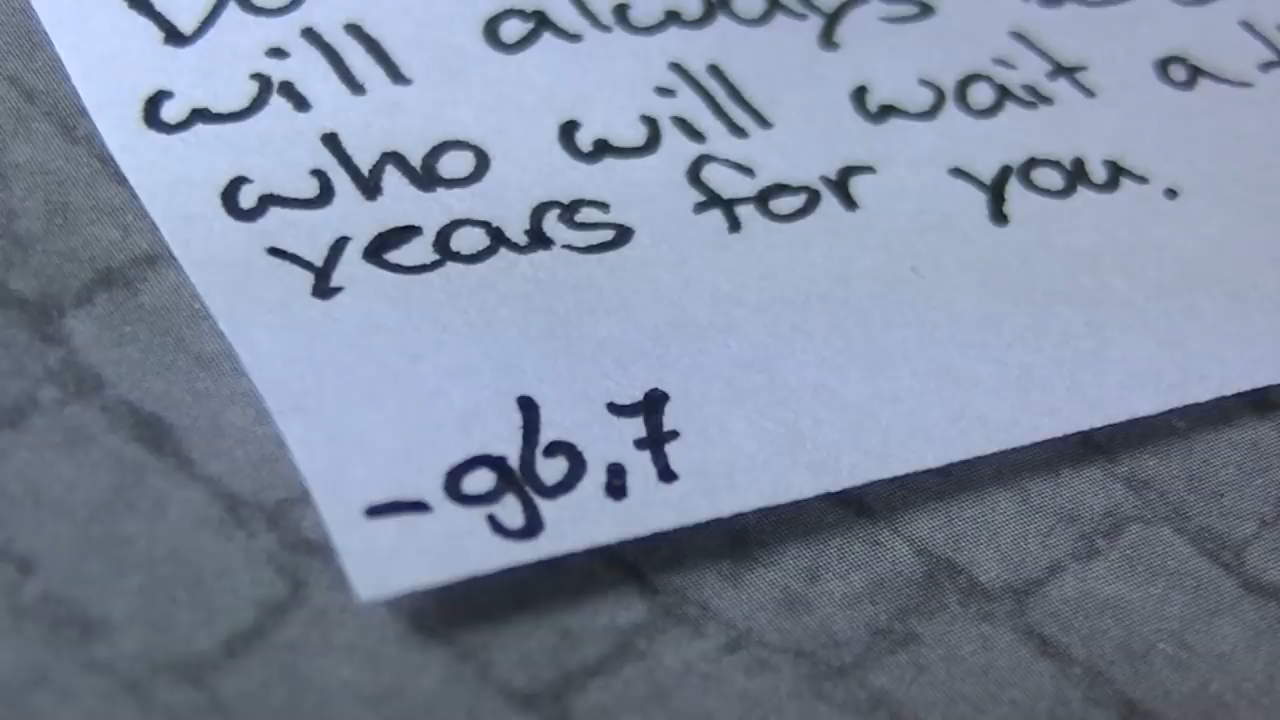 will always
who will wait a
years for you.
-gb.7